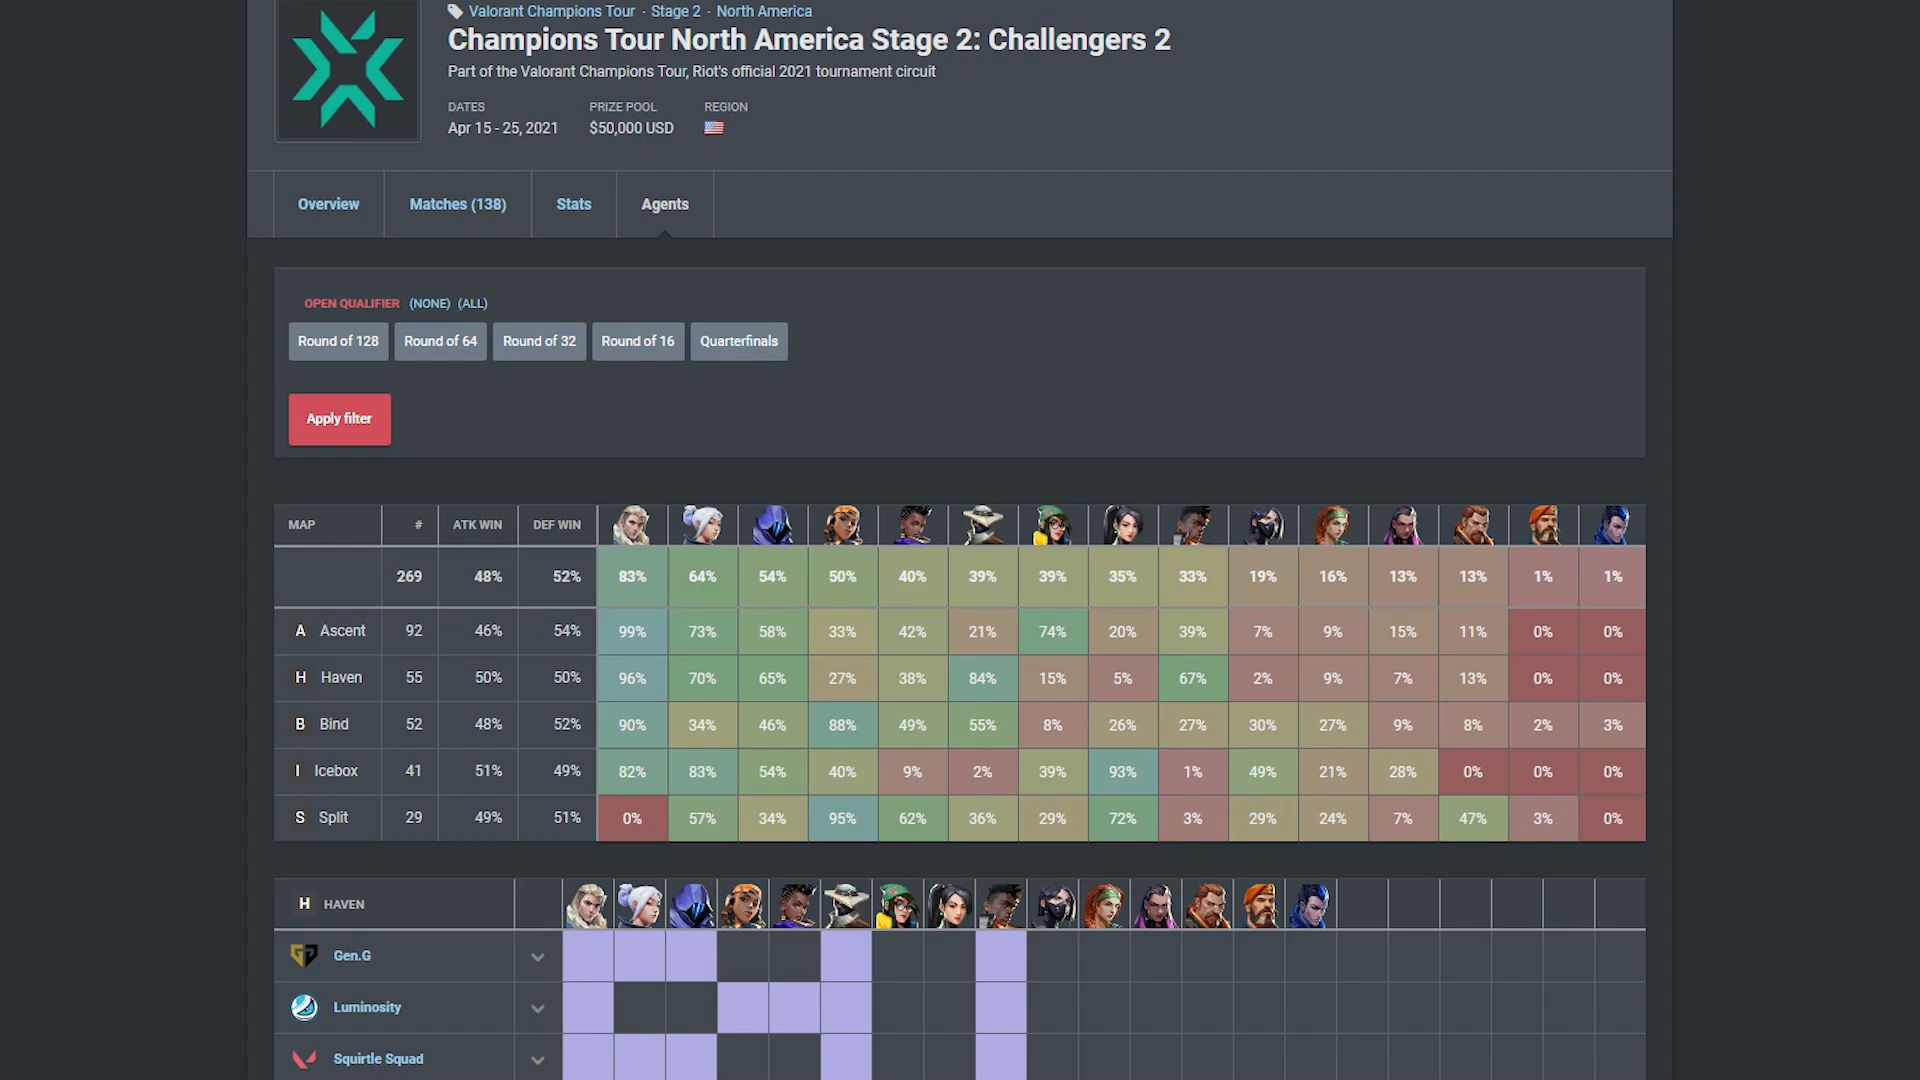 Valorant Champions Tour · Stage 2 · North America
Champions Tour North America Stage 2: Challengers 2
Part of the Valorant Champions Tour, Riot's official 2021 tournament circuit
DATES PRIZE POOL REGION
Apr 15 - 25, 2021 $50,000 USD
Overview Matches (138) Stats Agents
OPEN QUALIFIER (NONE) (ALL)
Round of 128 Round of 64 Round of 32 Round of 16 Quarterfinals
Apply filter
MAP # ATK WIN DEF WIN
269 48% 52% 83% 64% 54% 50% 40% 39% 39% 35% 33% 19% 16% 13% 13% 1% 1%
A Ascent 92 46% 54% 99% 73% 58% 33% 42% 21% 74% 20% 39% 7% 9% 15% 11% 0% 0%
H Haven 55 50% 50% 96% 70% 65% 27% 38% 84% 15% 5% 67% 2% 9% 7% 13% 0% 0%
B Bind 52 48% 52% 90% 34% 46% 88% 49% 55% 8% 26% 27% 30% 27% 9% 8% 2% 3%
I Icebox 41 51% 49% 82% 83% 54% 40% 9% 2% 39% 93% 1% 49% 21% 28% 0% 0% 0%
S Split 29 49% 51% 0% 57% 34% 95% 62% 36% 29% 72% 3% 29% 24% 7% 47% 3% 0%
H HAVEN
Gen.G
Luminosity
Squirtle Squad